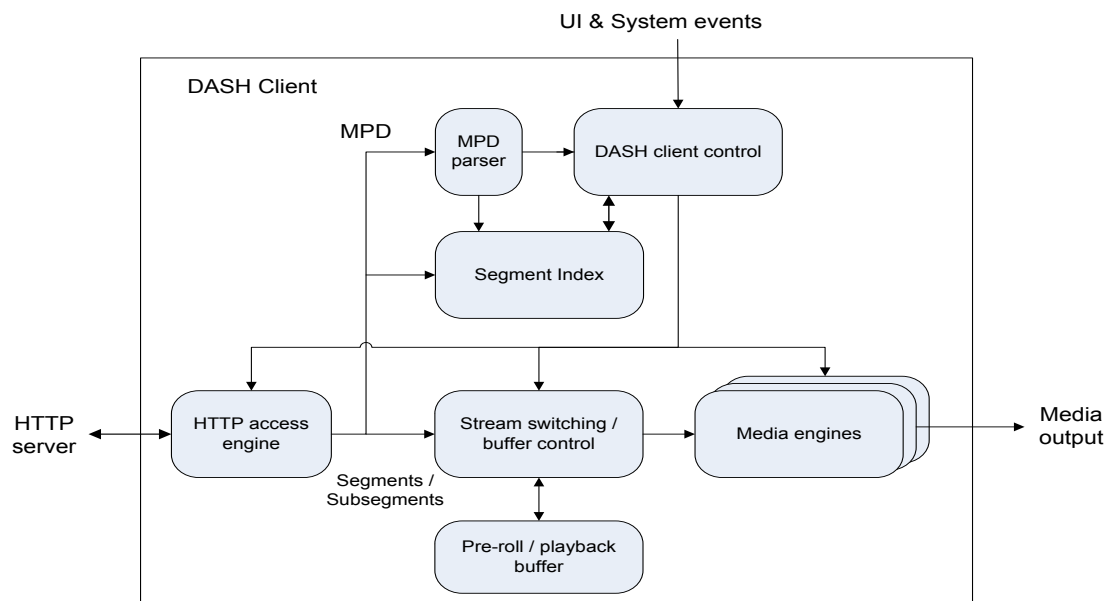 UI & System events
DASH Client
MPD
MPD
parser
DASH client control
Segment Index
HTTP
server
HTTP access
engine
Stream switching /
buffer control
Media engines
Media
output
Segments /
Subsegments
Pre-roll / playback
buffer